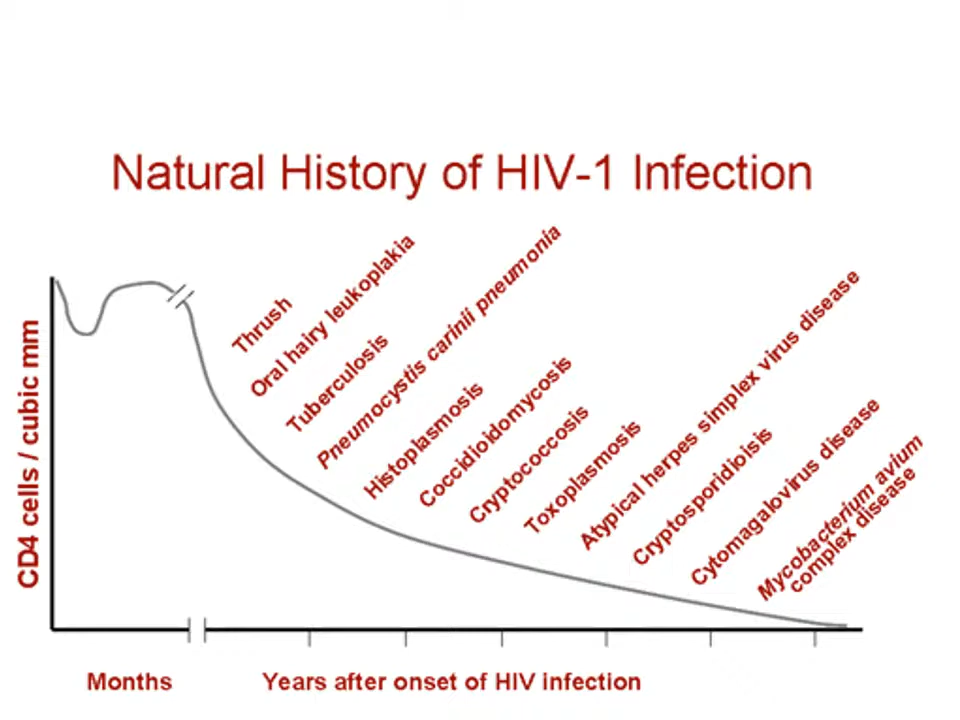 Natural History of HIV-1 Infection
CD4 cells / cubic mm
Thrush
Oral hairy leukoplakia
Tuberculosis
Pneumocystis carinii pneumonia
Histoplasmosis
Coccidioidomycosis
Cryptococcosis
Toxoplasmosis
Atypical herpes simplex virus disease
Cryptosporidioisis
Cytomagalovirus disease
Mycobacterium avium
complex disease
Months
Years after onset of HIV infection